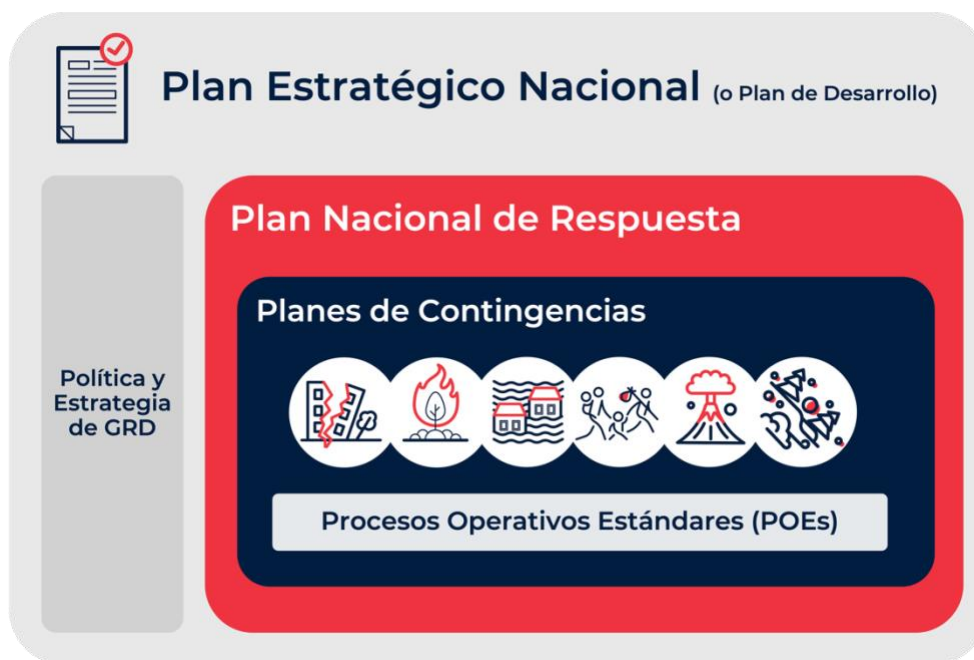 Plan Estratégico Nacional (o Plan de Desarrollo)
Plan Nacional de Respuesta
Planes de Contingencias
Política y
Estrategia
de GRD
Procesos Operativos Estándares (POEs)